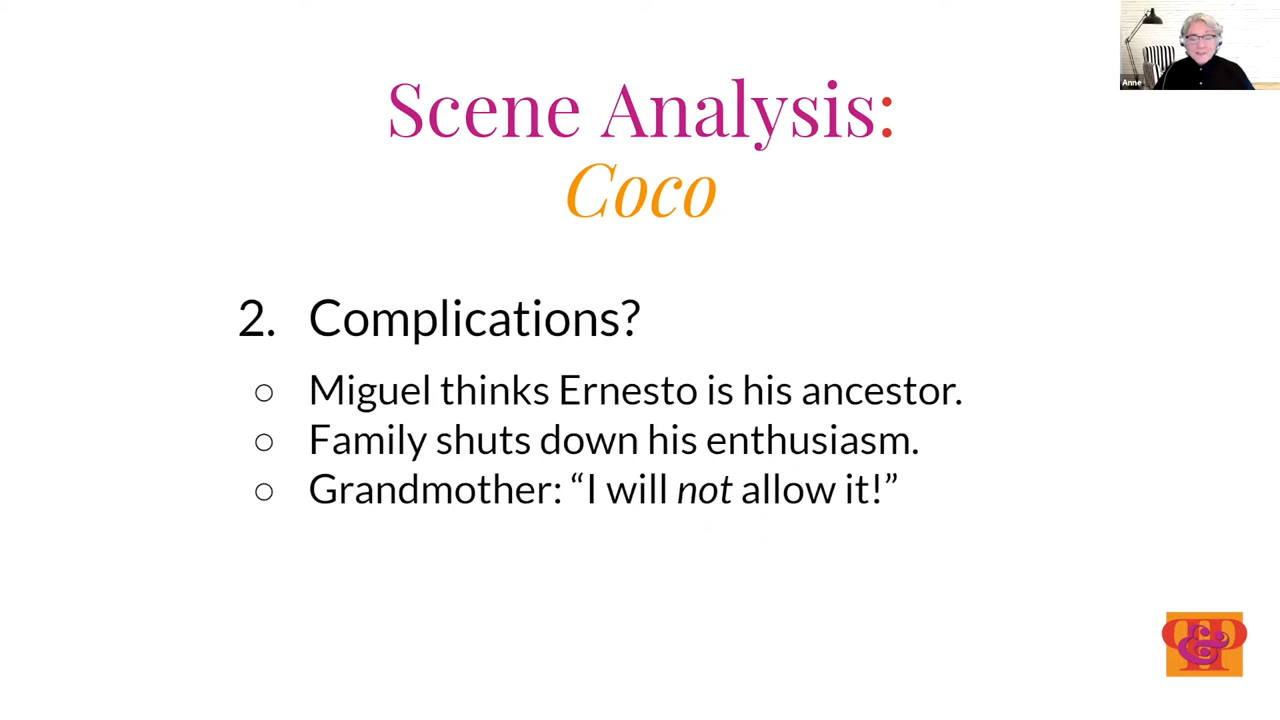 Anne
Scene Analysis:
Coco
2. Complications?
○ Miguel thinks Ernesto is his ancestor.
○ Family shuts down his enthusiasm.
○ Grandmother: “I will not allow it!”
P&P